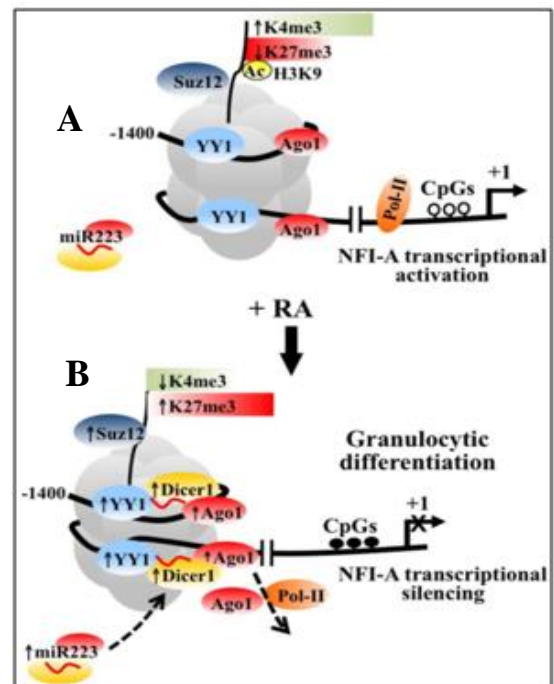 ↑K4me3
↓K27me3
Ac H3K9
Suz12
A
-1400
YY1
Ago1
+1
CpGs
Pol-II
YY1
Ago1
miR223
NFI-A transcriptional
activation
+ RA
B
↓K4me3
↑K27me3
↑Suz12
Granulocytic
differentiation
↑Dicer1
-1400
↑YY1
↑Ago1
+1
X
CpGs
↑YY1
↑Ago1
↑Dicer1
NFI-A transcriptional
silencing
Ago1
Pol-II
↑miR223